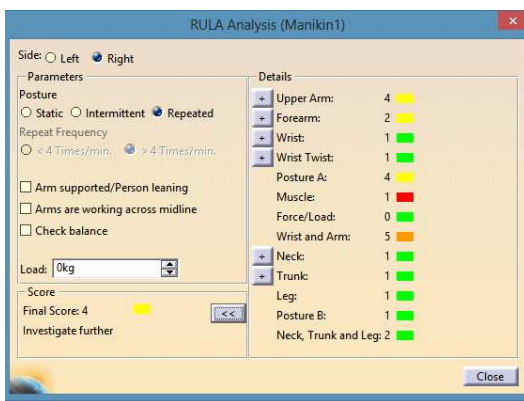 RULA Analysis (Manikin1)
Side: Left Right
Parameters
Posture
Static Intermittent Repeated
Repeat Frequency
< 4 Times/min. > 4 Times/min.
Arm supported/Person leaning
Arms are working across midline
Check balance
Load: 0kg
Score
Final Score: 4
<<
Investigate further
Details
+ Upper Arm: 4
+ Forearm: 2
+ Wrist: 1
+ Wrist Twist: 1
Posture A: 4
Muscle: 1
Force/Load: 0
Wrist and Arm: 5
+ Neck: 1
+ Trunk: 1
Leg: 1
Posture B: 1
Neck, Trunk and Leg: 2
Close